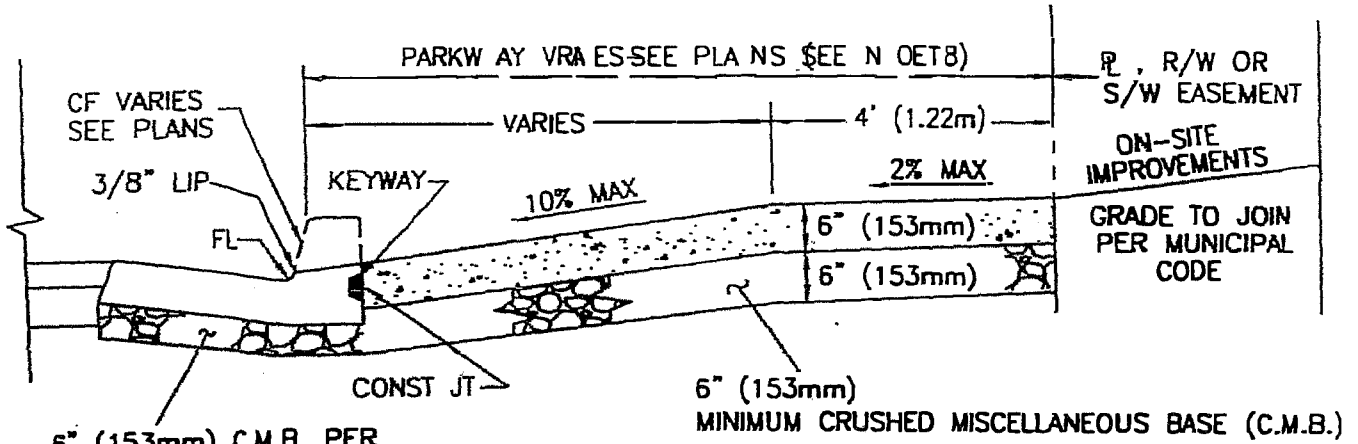 PARKW AY VRA ES-SEE PLA NS $EE N OET8)
PL , R/W OR
S/W EASEMENT
CF VARIES
SEE PLANS
VARIES
4' (1.22m)
ON-SITE
IMPROVEMENTS
3/8" LIP
KEYWAY
10% MAX
2% MAX
FL
6" (153mm)
GRADE TO JOIN
PER MUNICIPAL
CODE
6" (153mm)
CONST JT
6" (153mm)
MINIMUM CRUSHED MISCELLANEOUS BASE (C.M.B.)
6" (153mm) C.M.B. PER